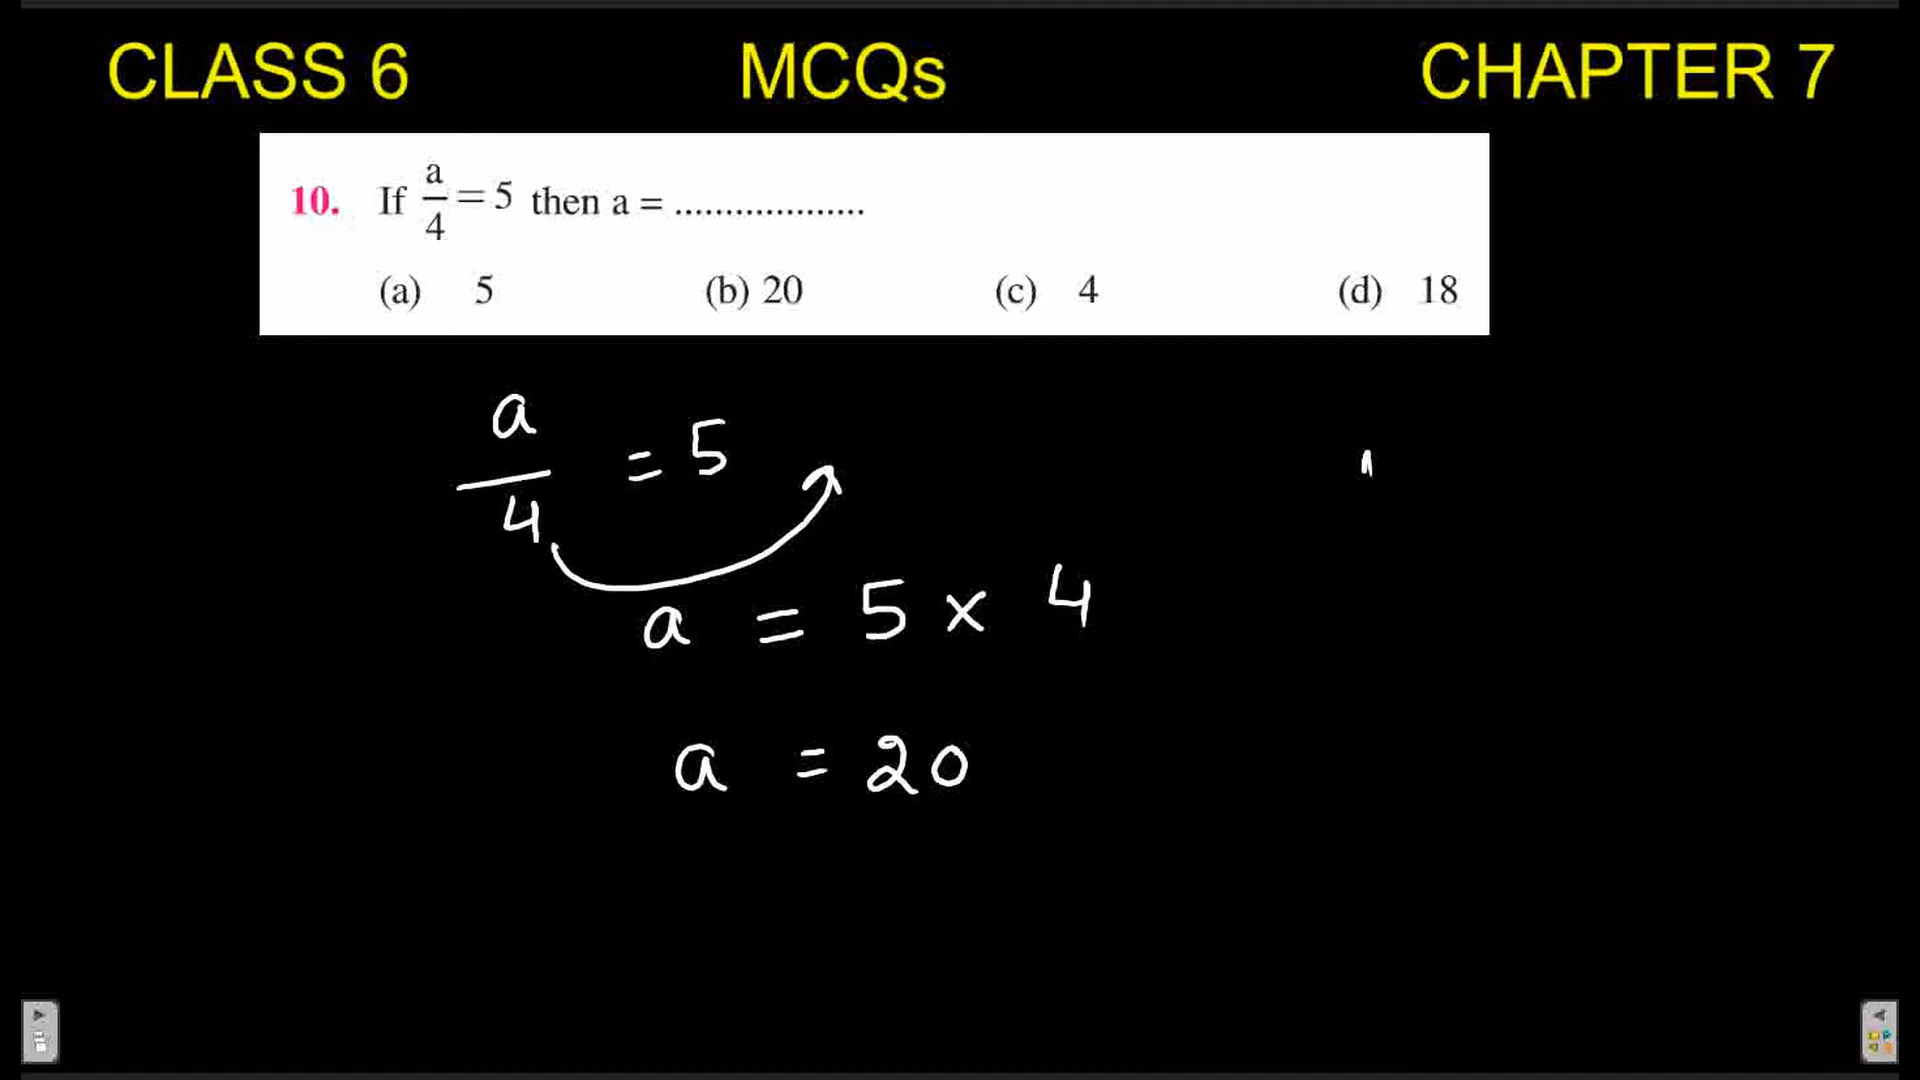 CLASS 6 MCQs CHAPTER 7
10. If a/4 = 5 then a = ...................
(a) 5 (b) 20 (c) 4 (d) 18
a/4 = 5
a = 5 × 4
a = 20